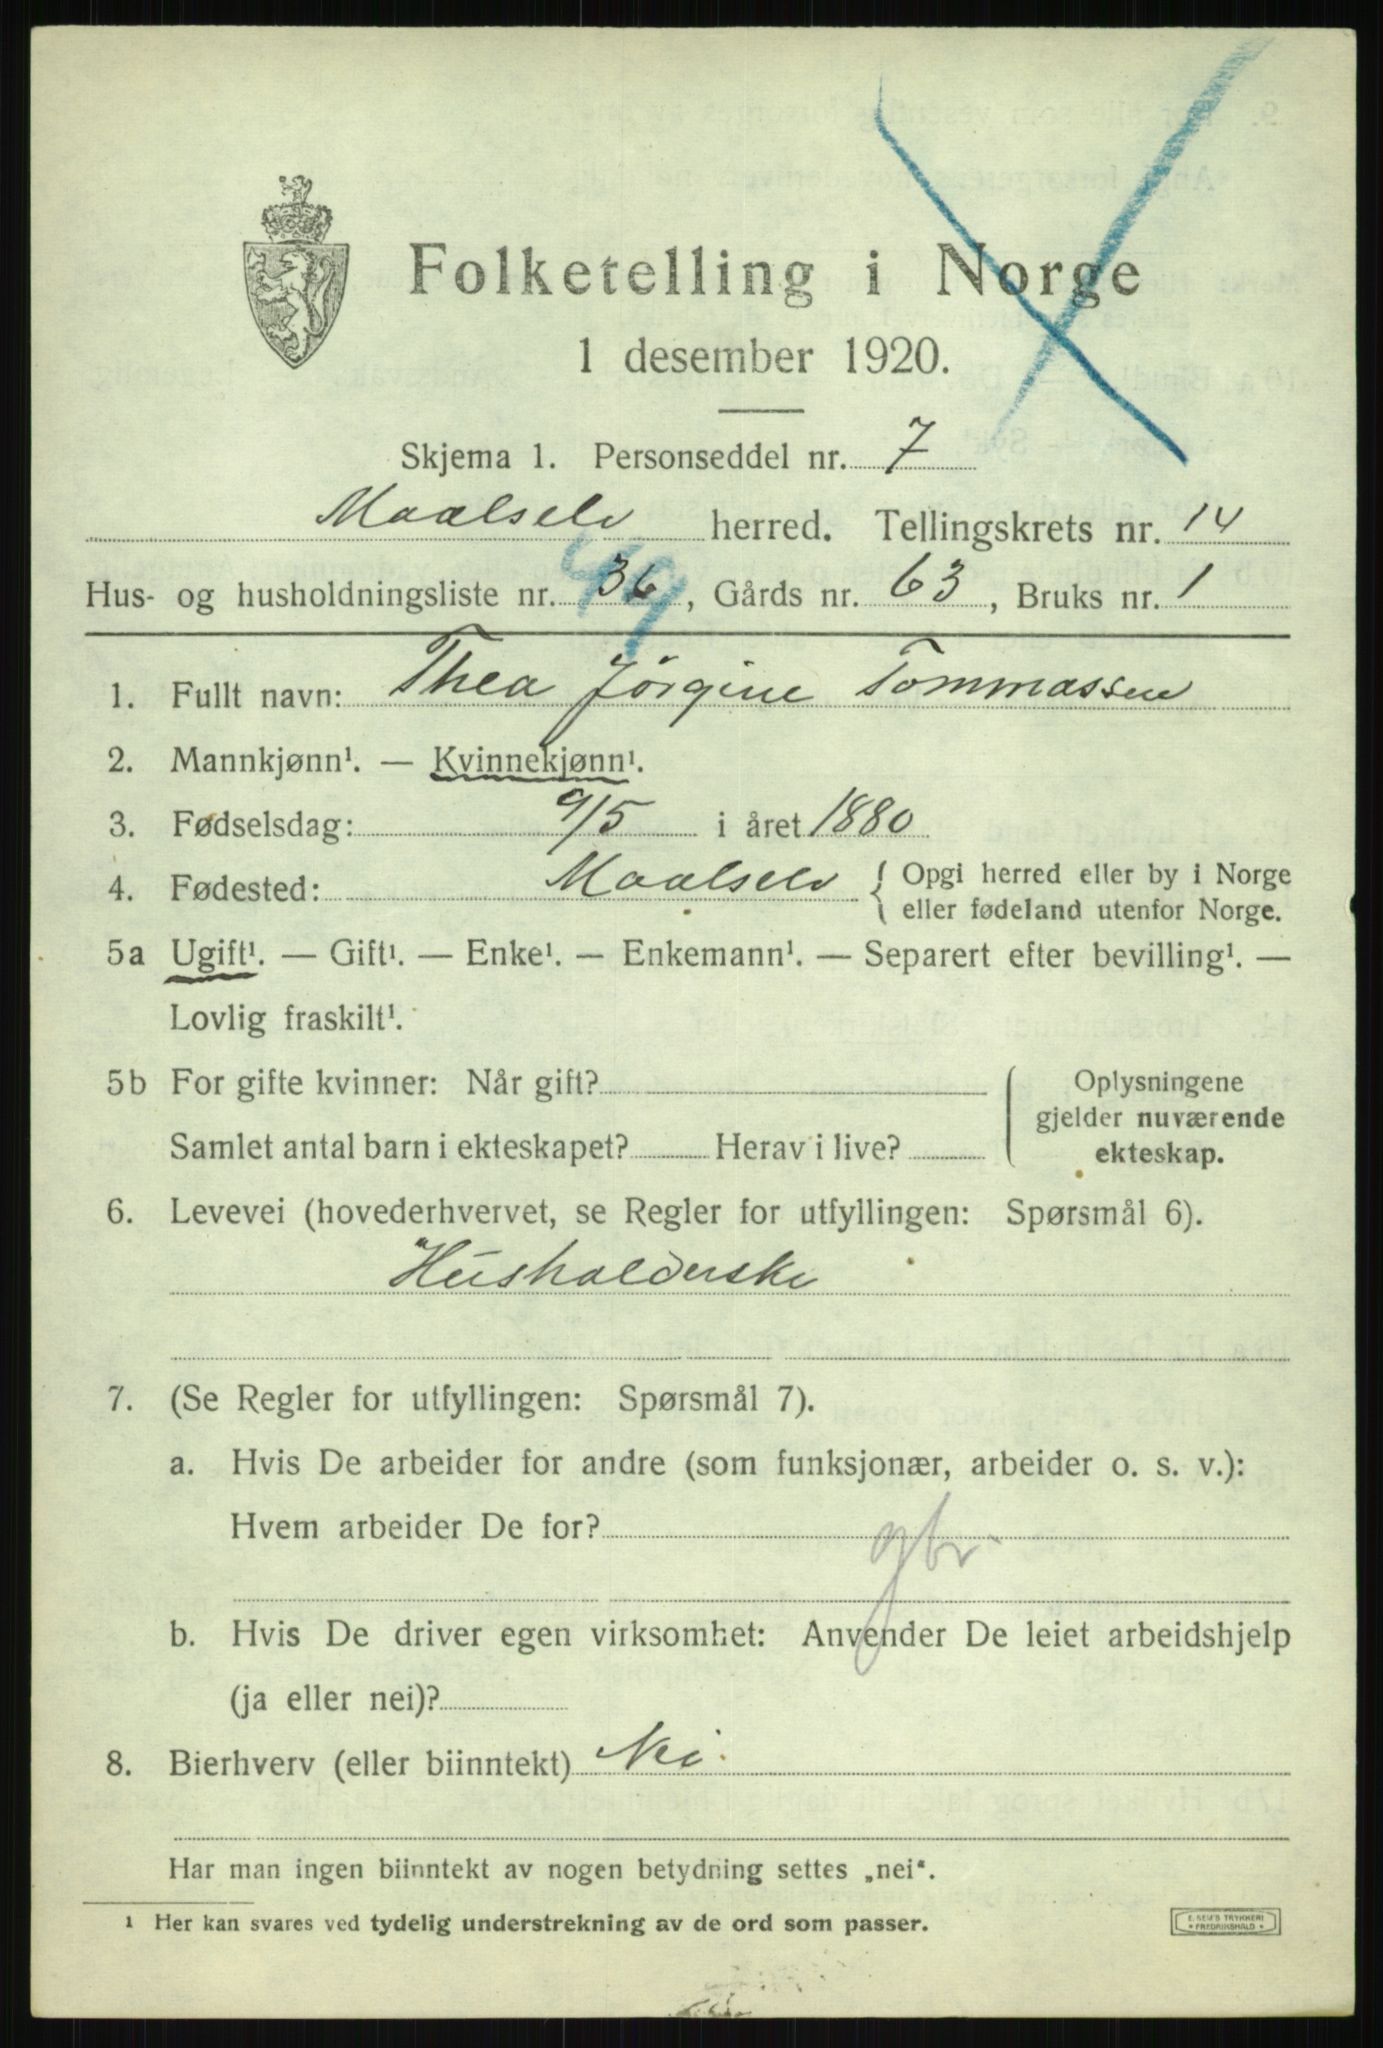 Folketelling i Norge
1 desember 1920.
Skjema 1. Personseddel nr. 7
Maalselv herred. Tellingskrets nr. 14
49
Hus- og husholdningsliste nr. 36, Gårds nr. 63, Bruks nr. 1
1. Fullt navn: Thea Jörgine Tommassen
2. Mannkjønn¹. — Kvinnekjønn¹.
3. Fødselsdag: 9/5 i året 1880
4. Fødested: Maalselv { Opgi herred eller by i Norge
eller fødeland utenfor Norge.
5a Ugift¹. — Gift¹. — Enke¹. — Enkemann¹. — Separert efter bevilling¹. —
Lovlig fraskilt¹.
5b For gifte kvinner: Når gift? Oplysningene
gjelder nuværende
Samlet antal barn i ekteskapet? Herav i live? ekteskap.
6. Levevei (hovederhvervet, se Regler for utfyllingen: Spørsmål 6).
Husholderske
7. (Se Regler for utfyllingen: Spørsmål 7).
a. Hvis De arbeider for andre (som funksjonær, arbeider o. s. v.):
Hvem arbeider De for?
gbr.
b. Hvis De driver egen virksomhet: Anvender De leiet arbeidshjelp
(ja eller nei)?
8. Bierhverv (eller biinntekt) Nei
Har man ingen biinntekt av nogen betydning settes „nei“.
¹ Her kan svares ved tydelig understrekning av de ord som passer.
E. SEM'S TRYKKERI
* FREDRIKSHALD *